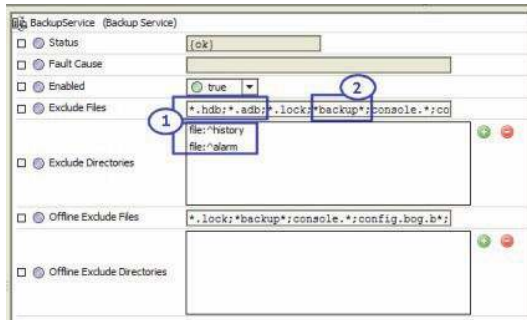 BackupService (Backup Service)
Status
{ok}
Fault Cause
Enabled
true
2
Exclude Files
*.hdb;*.adb;*.lock;*backup*;console.*;co
1
file:^history
file:^alarm
Exclude Directories
Offline Exclude Files
*.lock;*backup*;console.*;config.bog.b*;
Offline Exclude Directories